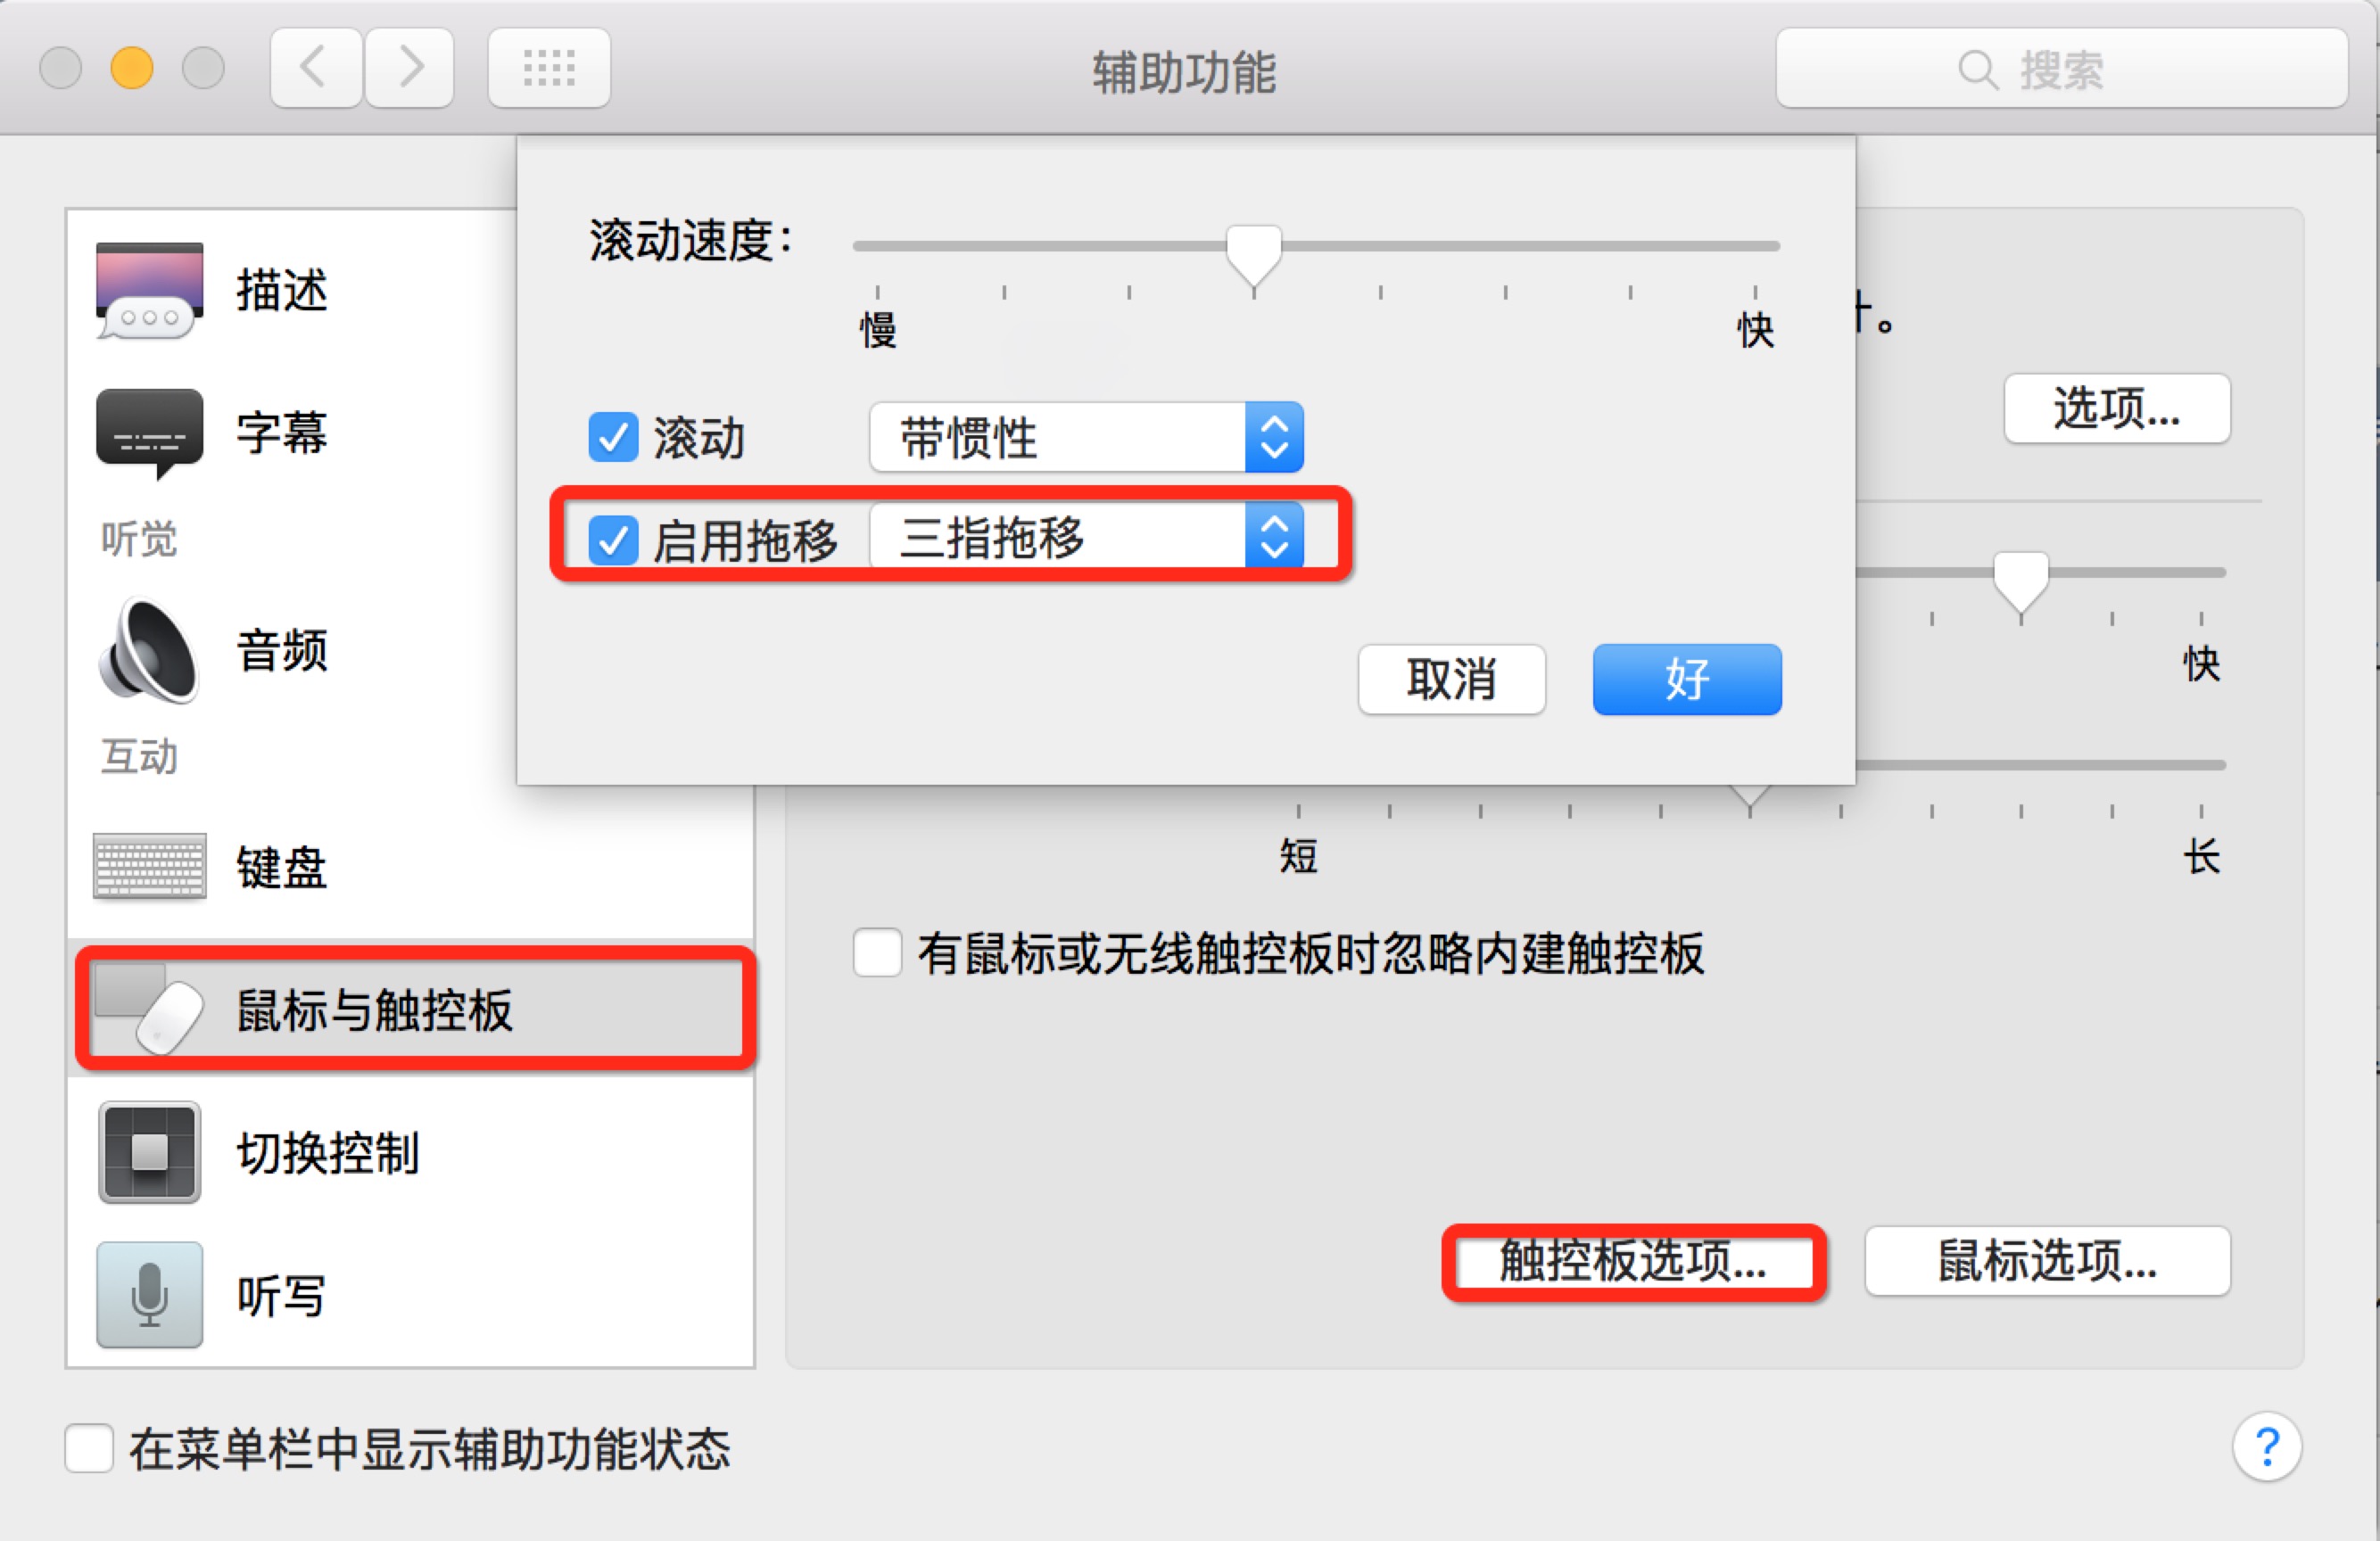 辅助功能
搜索
描述
字幕
听觉
音频
互动
键盘
鼠标与触控板
切换控制
听写
滚动速度：
慢 快
滚动 带惯性
启用拖移 三指拖移
取消 好
选项...
快
短 长
有鼠标或无线触控板时忽略内建触控板
触控板选项... 鼠标选项...
在菜单栏中显示辅助功能状态
?